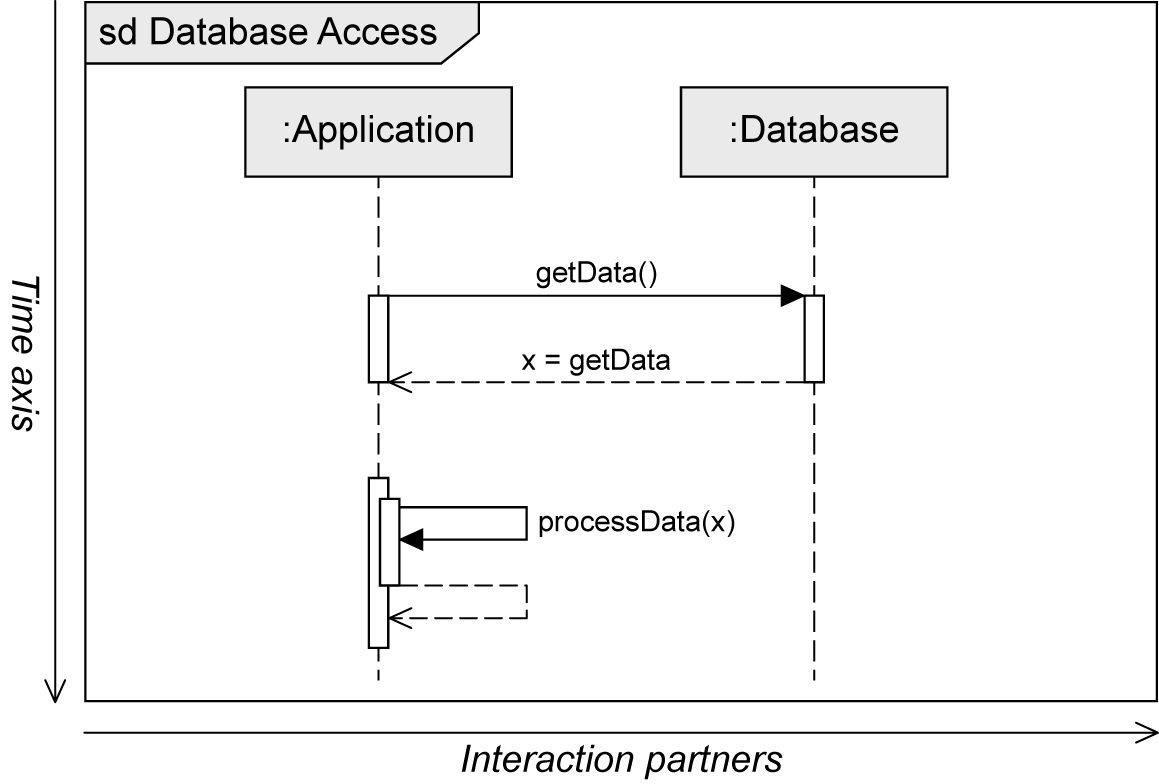 sd Database Access
:Application
:Database
getData()
x = getData
processData(x)
Time axis
Interaction partners